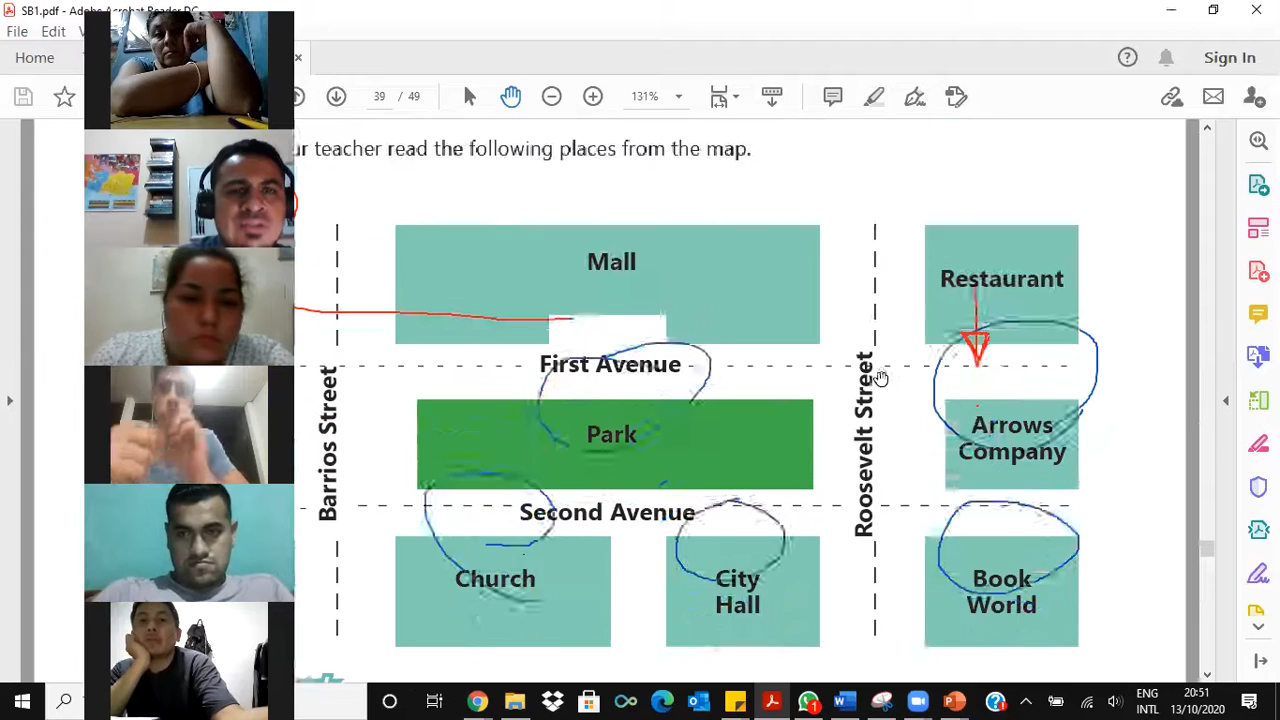 SB1.pdf - Adobe Acrobat Reader DC
File Edit
Home
Sign In
39 / 49
131%
ur teacher read the following places from the map.
Mall
Restaurant
First Avenue
Barrios Street
Roosevelt Street
Park
Arrows
Company
Second Avenue
Church
City
Hall
Book
World
ENG
INTL
20:51
13/10/2020